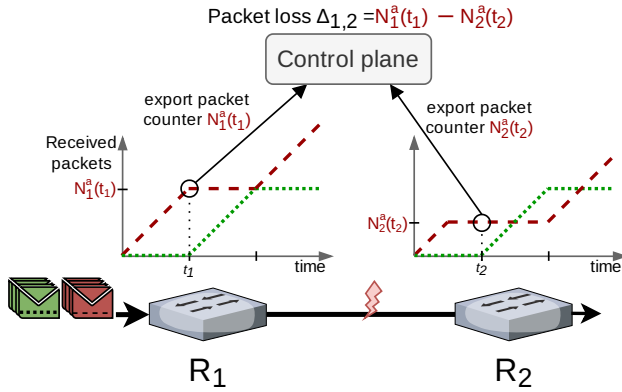 Packet loss Δ₁,₂ =N₁ᵃ(t₁) − N₂ᵃ(t₂)
Control plane
export packet
counter N₁ᵃ(t₁)
export packet
counter N₂ᵃ(t₂)
Received
packets
N₁ᵃ(t₁)
t₁
time
N₂ᵃ(t₂)
t₂
time
R₁
R₂